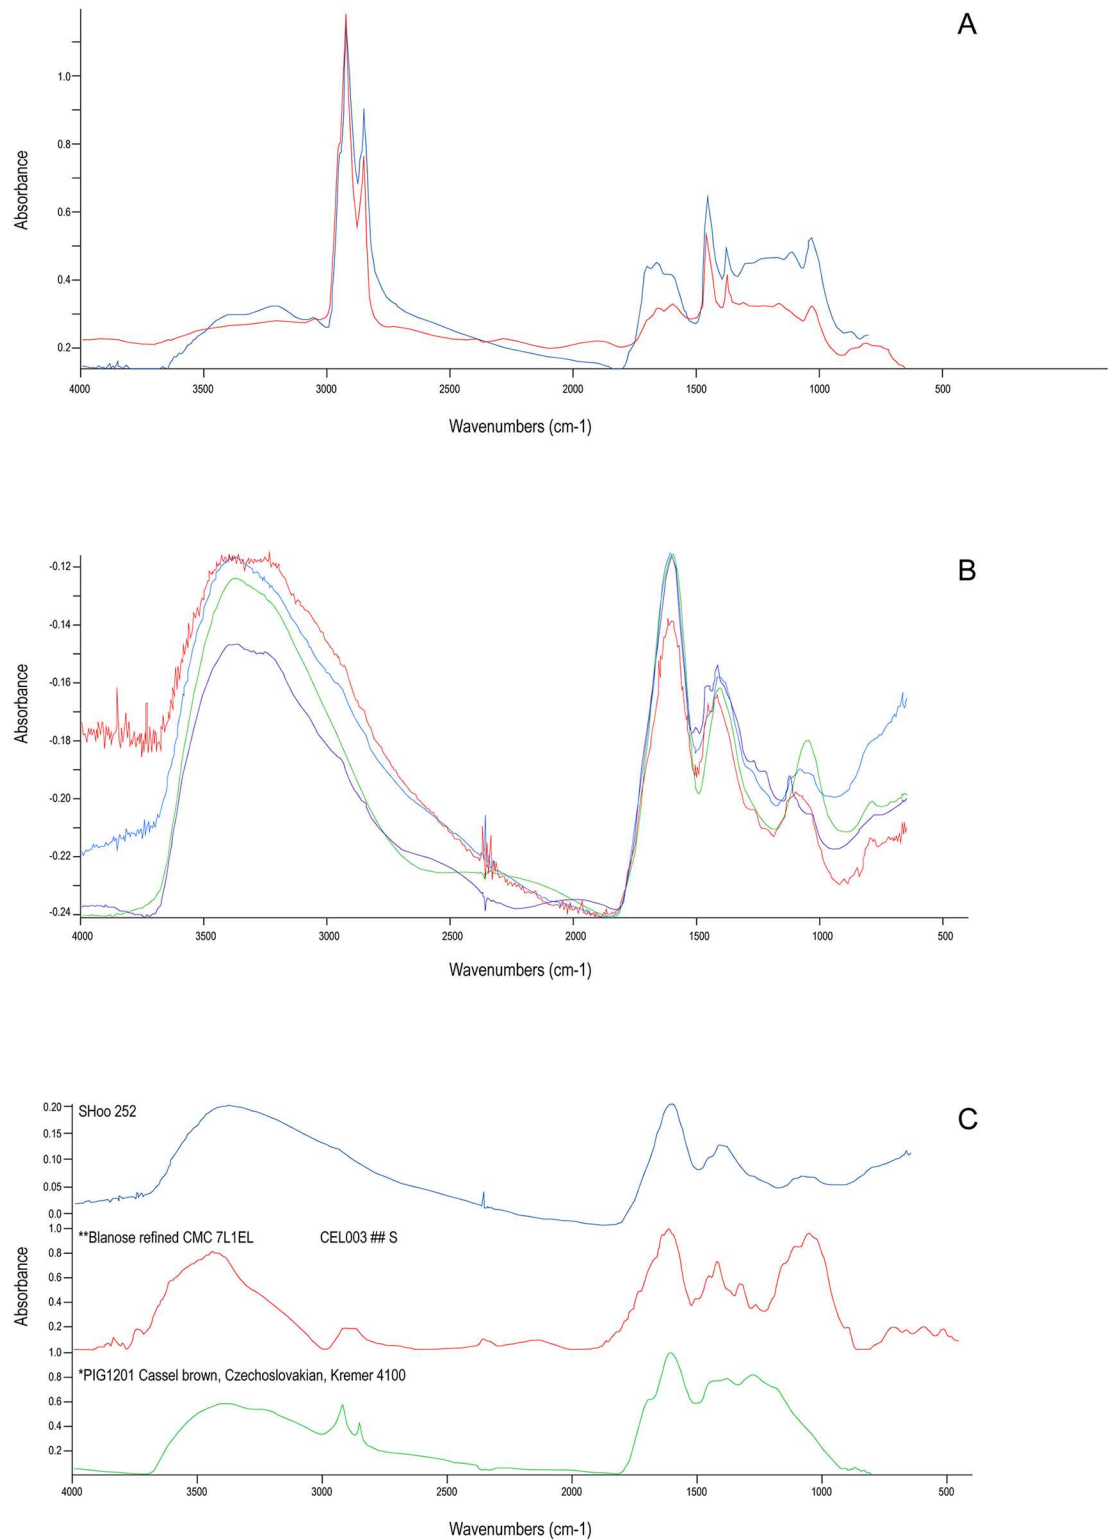 A
1.0
0.8
0.6
0.4
0.2
Absorbance
4000 3500 3000 2500 2000 1500 1000 500
Wavenumbers (cm-1)
B
-0.12
-0.14
-0.16
-0.18
-0.20
-0.22
-0.24
Absorbance
4000 3500 3000 2500 2000 1500 1000 500
Wavenumbers (cm-1)
C
0.20
SHoo 252
0.15
0.10
0.05
0.0
1.0
**Blanose refined CMC 7L1EL CEL003 ## S
0.8
0.6
0.4
0.2
Absorbance
1.0
*PIG1201 Cassel brown, Czechoslovakian, Kremer 4100
0.8
0.6
0.4
0.2
4000 3500 3000 2500 2000 1500 1000 500
Wavenumbers (cm-1)